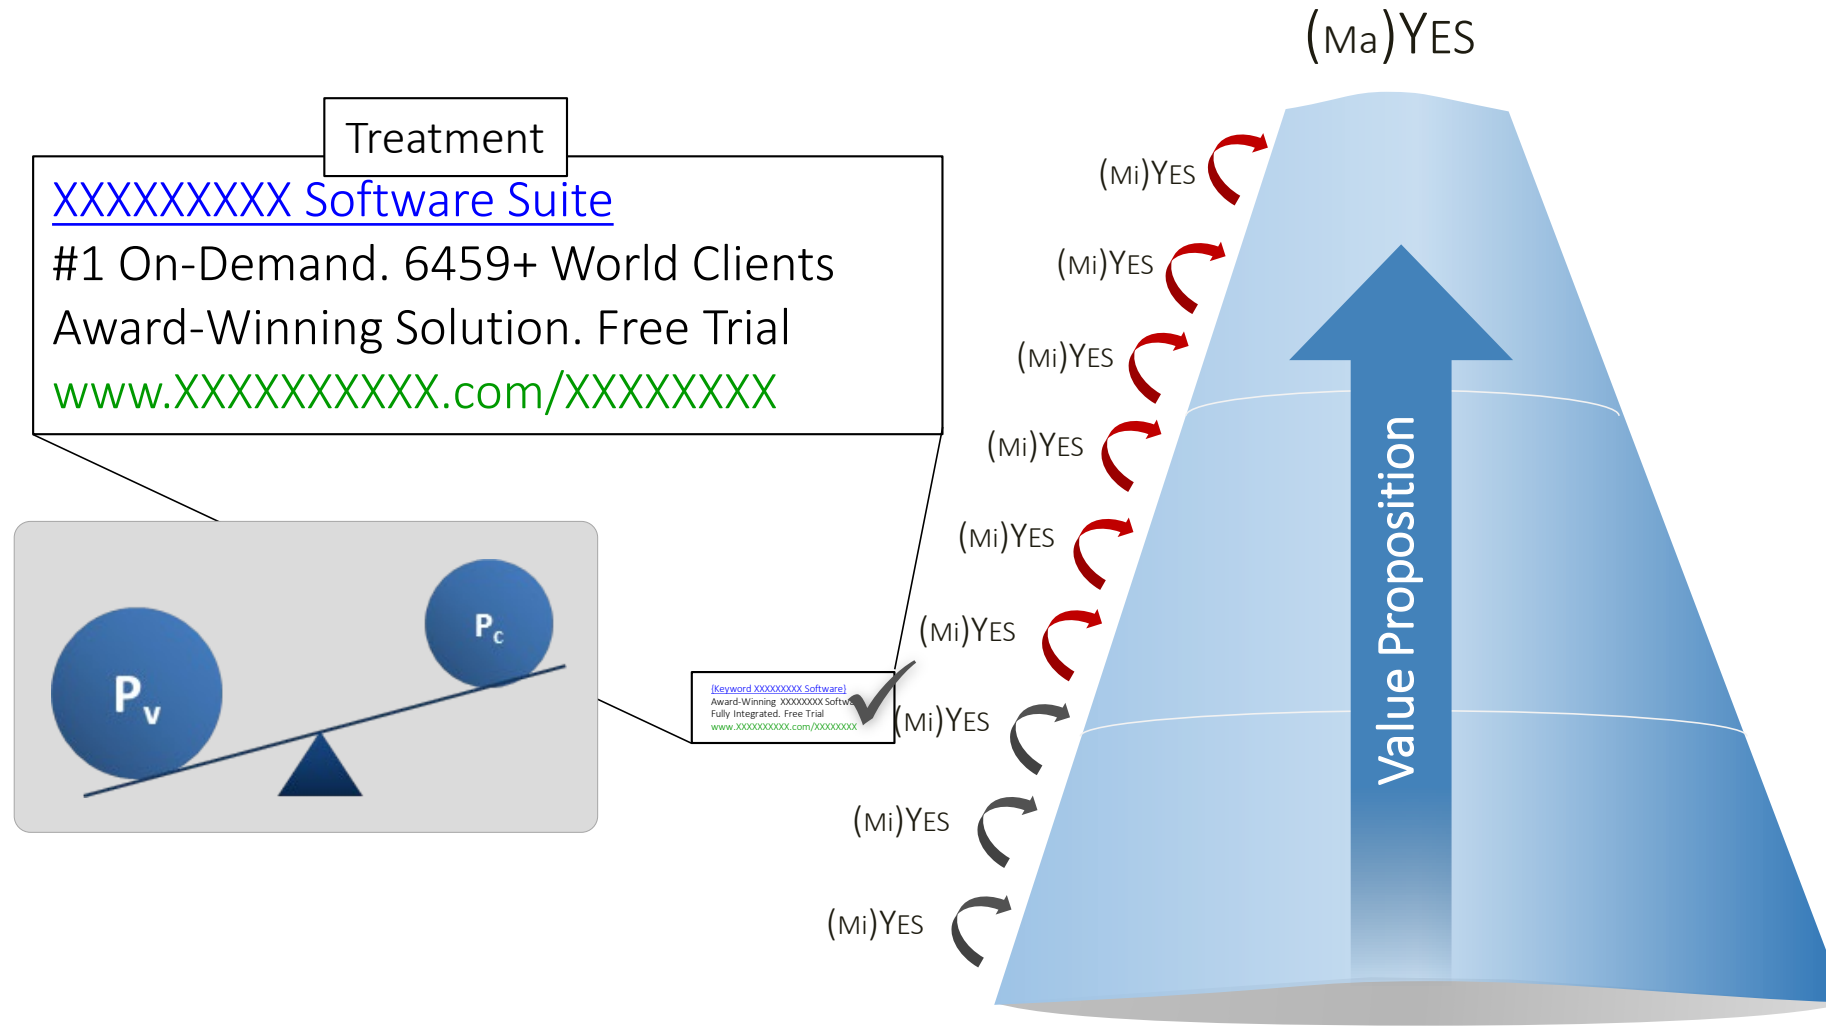 (Ma)YES
Treatment
XXXXXXXXX Software Suite
#1 On-Demand. 6459+ World Clients
Award-Winning Solution. Free Trial
www.XXXXXXXXXX.com/XXXXXXXX
(Mi)YES
(Mi)YES
(Mi)YES
(Mi)YES
(Mi)YES
(Mi)YES
(Mi)YES
(Mi)YES
(Mi)YES
Value Proposition
Pv
Pc
{Keyword XXXXXXXXX Software}
Award-Winning XXXXXXXX
Fully Integrated. Free Trial
www.XXXXXXXXXX.com/XXXXXXXX